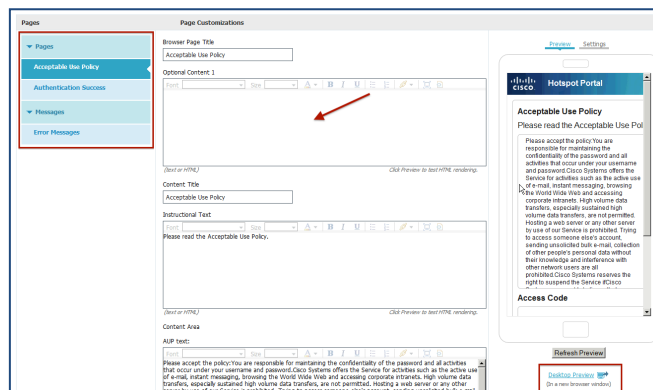 Pages
Page Customizations
Pages
Acceptable Use Policy
Authentication Success
Messages
Error Messages
Browser Page Title
Acceptable Use Policy
Optional Content 1
Font Size A B I U
(text or HTML) Click Preview to test HTML rendering.
Content Title
Acceptable Use Policy
Instructional Text
Font Size A B I U
Please read the Acceptable Use Policy.
(text or HTML) Click Preview to test HTML rendering.
Content Area
AUP text:
Font Size A B I U
Please accept the policy:You are responsible for maintaining the confidentiality of the password and all activities
that occur under your username and password.Cisco Systems offers the Service for activities such as the active use
of e-mail, instant messaging, browsing the World Wide Web and accessing corporate intranets. High volume data
transfers, especially sustained high volume data transfers, are not permitted. Hosting a web server or any other
Preview Settings
CISCO Hotspot Portal
Acceptable Use Policy
Please read the Acceptable Use Pol
Please accept the policy:You are
responsible for maintaining the
confidentiality of the password and all
activities that occur under your username
and password.Cisco Systems offers the
Service for activities such as the active use
of e-mail, instant messaging, browsing
the World Wide Web and accessing
corporate intranets. High volume data
transfers, especially sustained high
volume data transfers, are not permitted.
Hosting a web server or any other server
by use of our Service is prohibited. Trying
to access someone else's account,
sending unsolicited bulk e-mail, collection
of other people's personal data without
their knowledge and interference with
other network users are all
prohibited.Cisco Systems reserves the
right to suspend the Service ifCisco
Access Code
Refresh Preview
Desktop Preview
(In a new browser window)